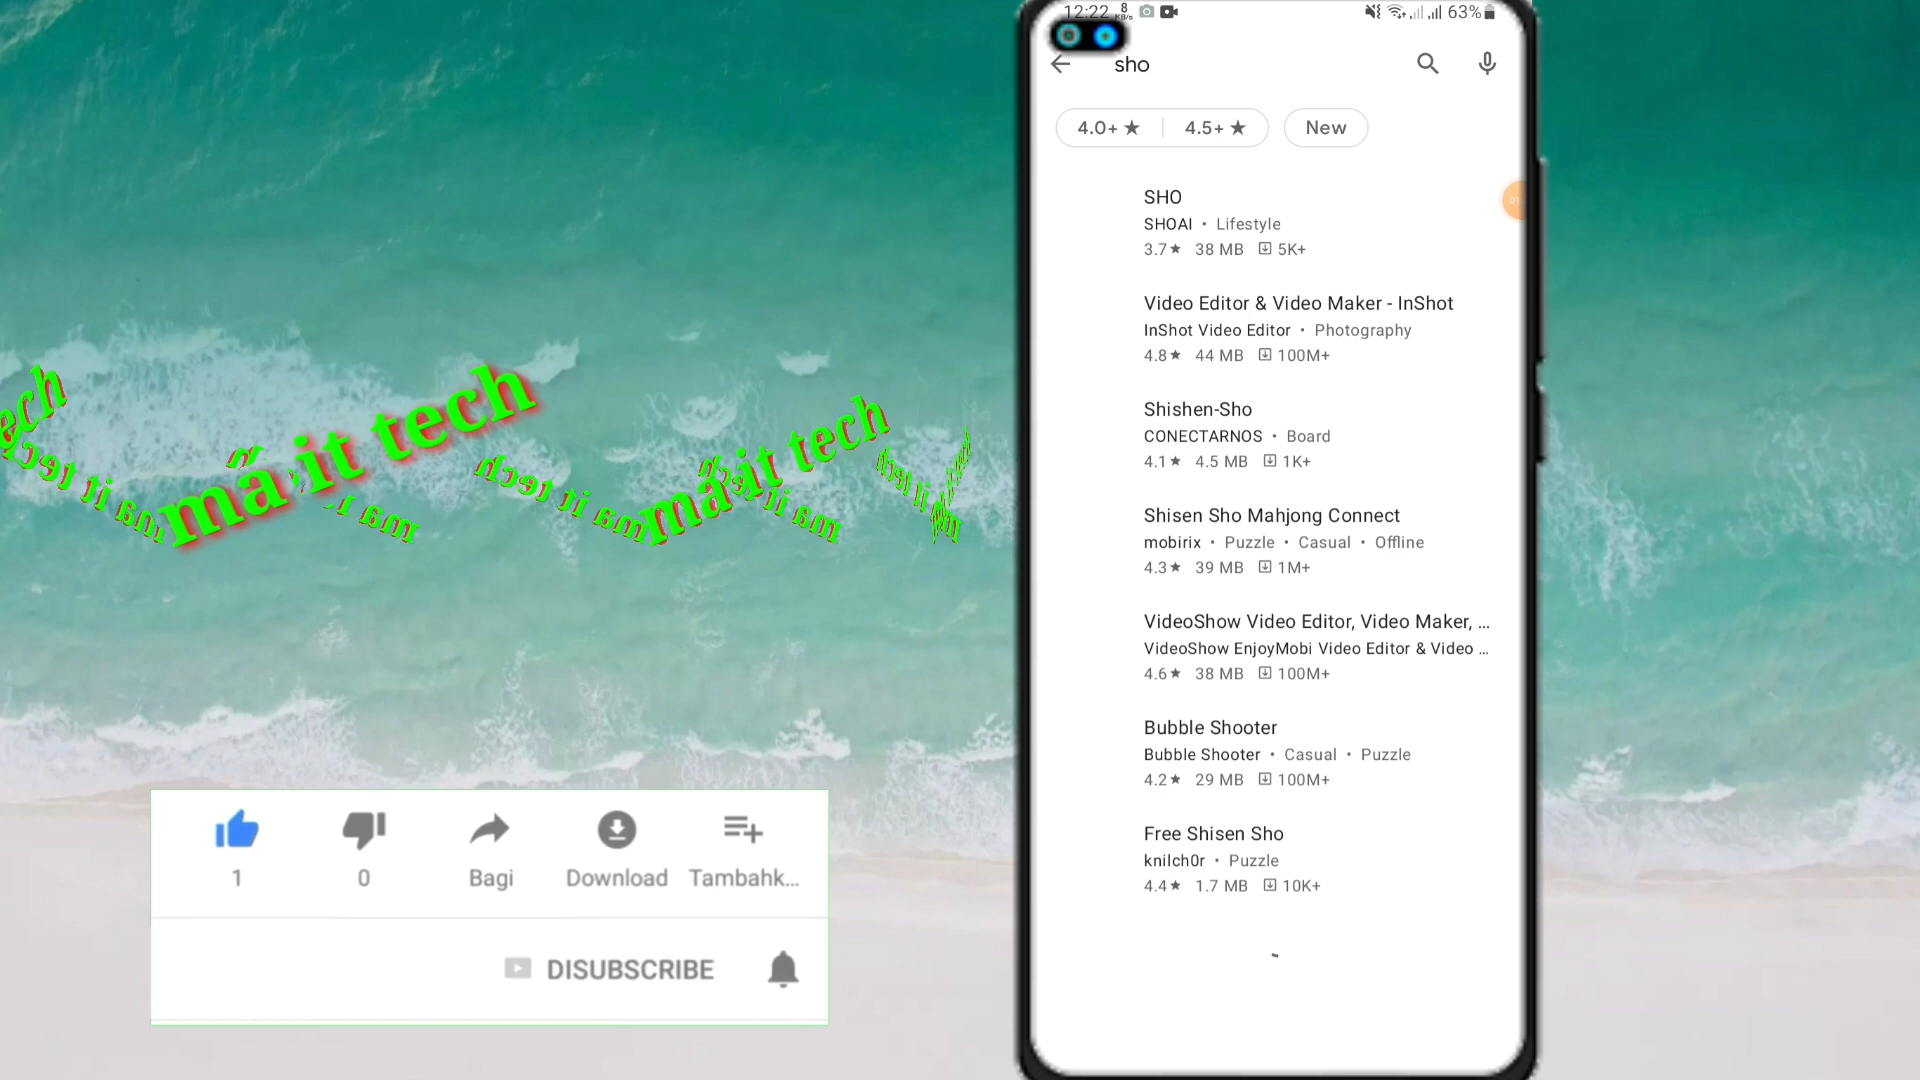 ech
ma it tech
ma it tech
ma it tech
ma it tech
ma it tech
1
0
Bagi
Download
Tambahk...
DISUBSCRIBE
12:22 8 KB/s 63%
sho
4.0+ ★ 4.5+ ★ New
SHO
SHOAI • Lifestyle
3.7★ 38 MB 5K+
Video Editor & Video Maker - InShot
InShot Video Editor • Photography
4.8★ 44 MB 100M+
Shishen-Sho
CONECTARNOS • Board
4.1★ 4.5 MB 1K+
Shisen Sho Mahjong Connect
mobirix • Puzzle • Casual • Offline
4.3★ 39 MB 1M+
VideoShow Video Editor, Video Maker, ...
VideoShow EnjoyMobi Video Editor & Video ...
4.6★ 38 MB 100M+
Bubble Shooter
Bubble Shooter • Casual • Puzzle
4.2★ 29 MB 100M+
Free Shisen Sho
knilch0r • Puzzle
4.4★ 1.7 MB 10K+